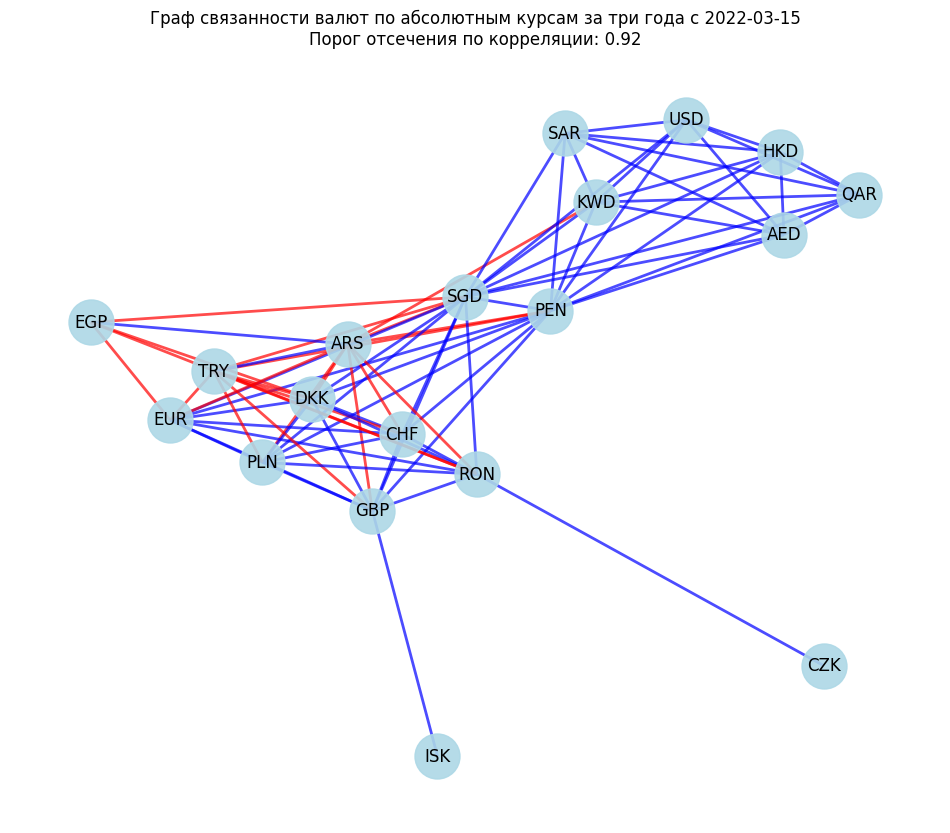 Граф связанности валют по абсолютным курсам за три года с 2022-03-15
Порог отсечения по корреляции: 0.92
USD
SAR
HKD
QAR
KWD
AED
SGD
PEN
EGP
ARS
TRY
DKK
EUR
CHF
PLN
RON
GBP
CZK
ISK